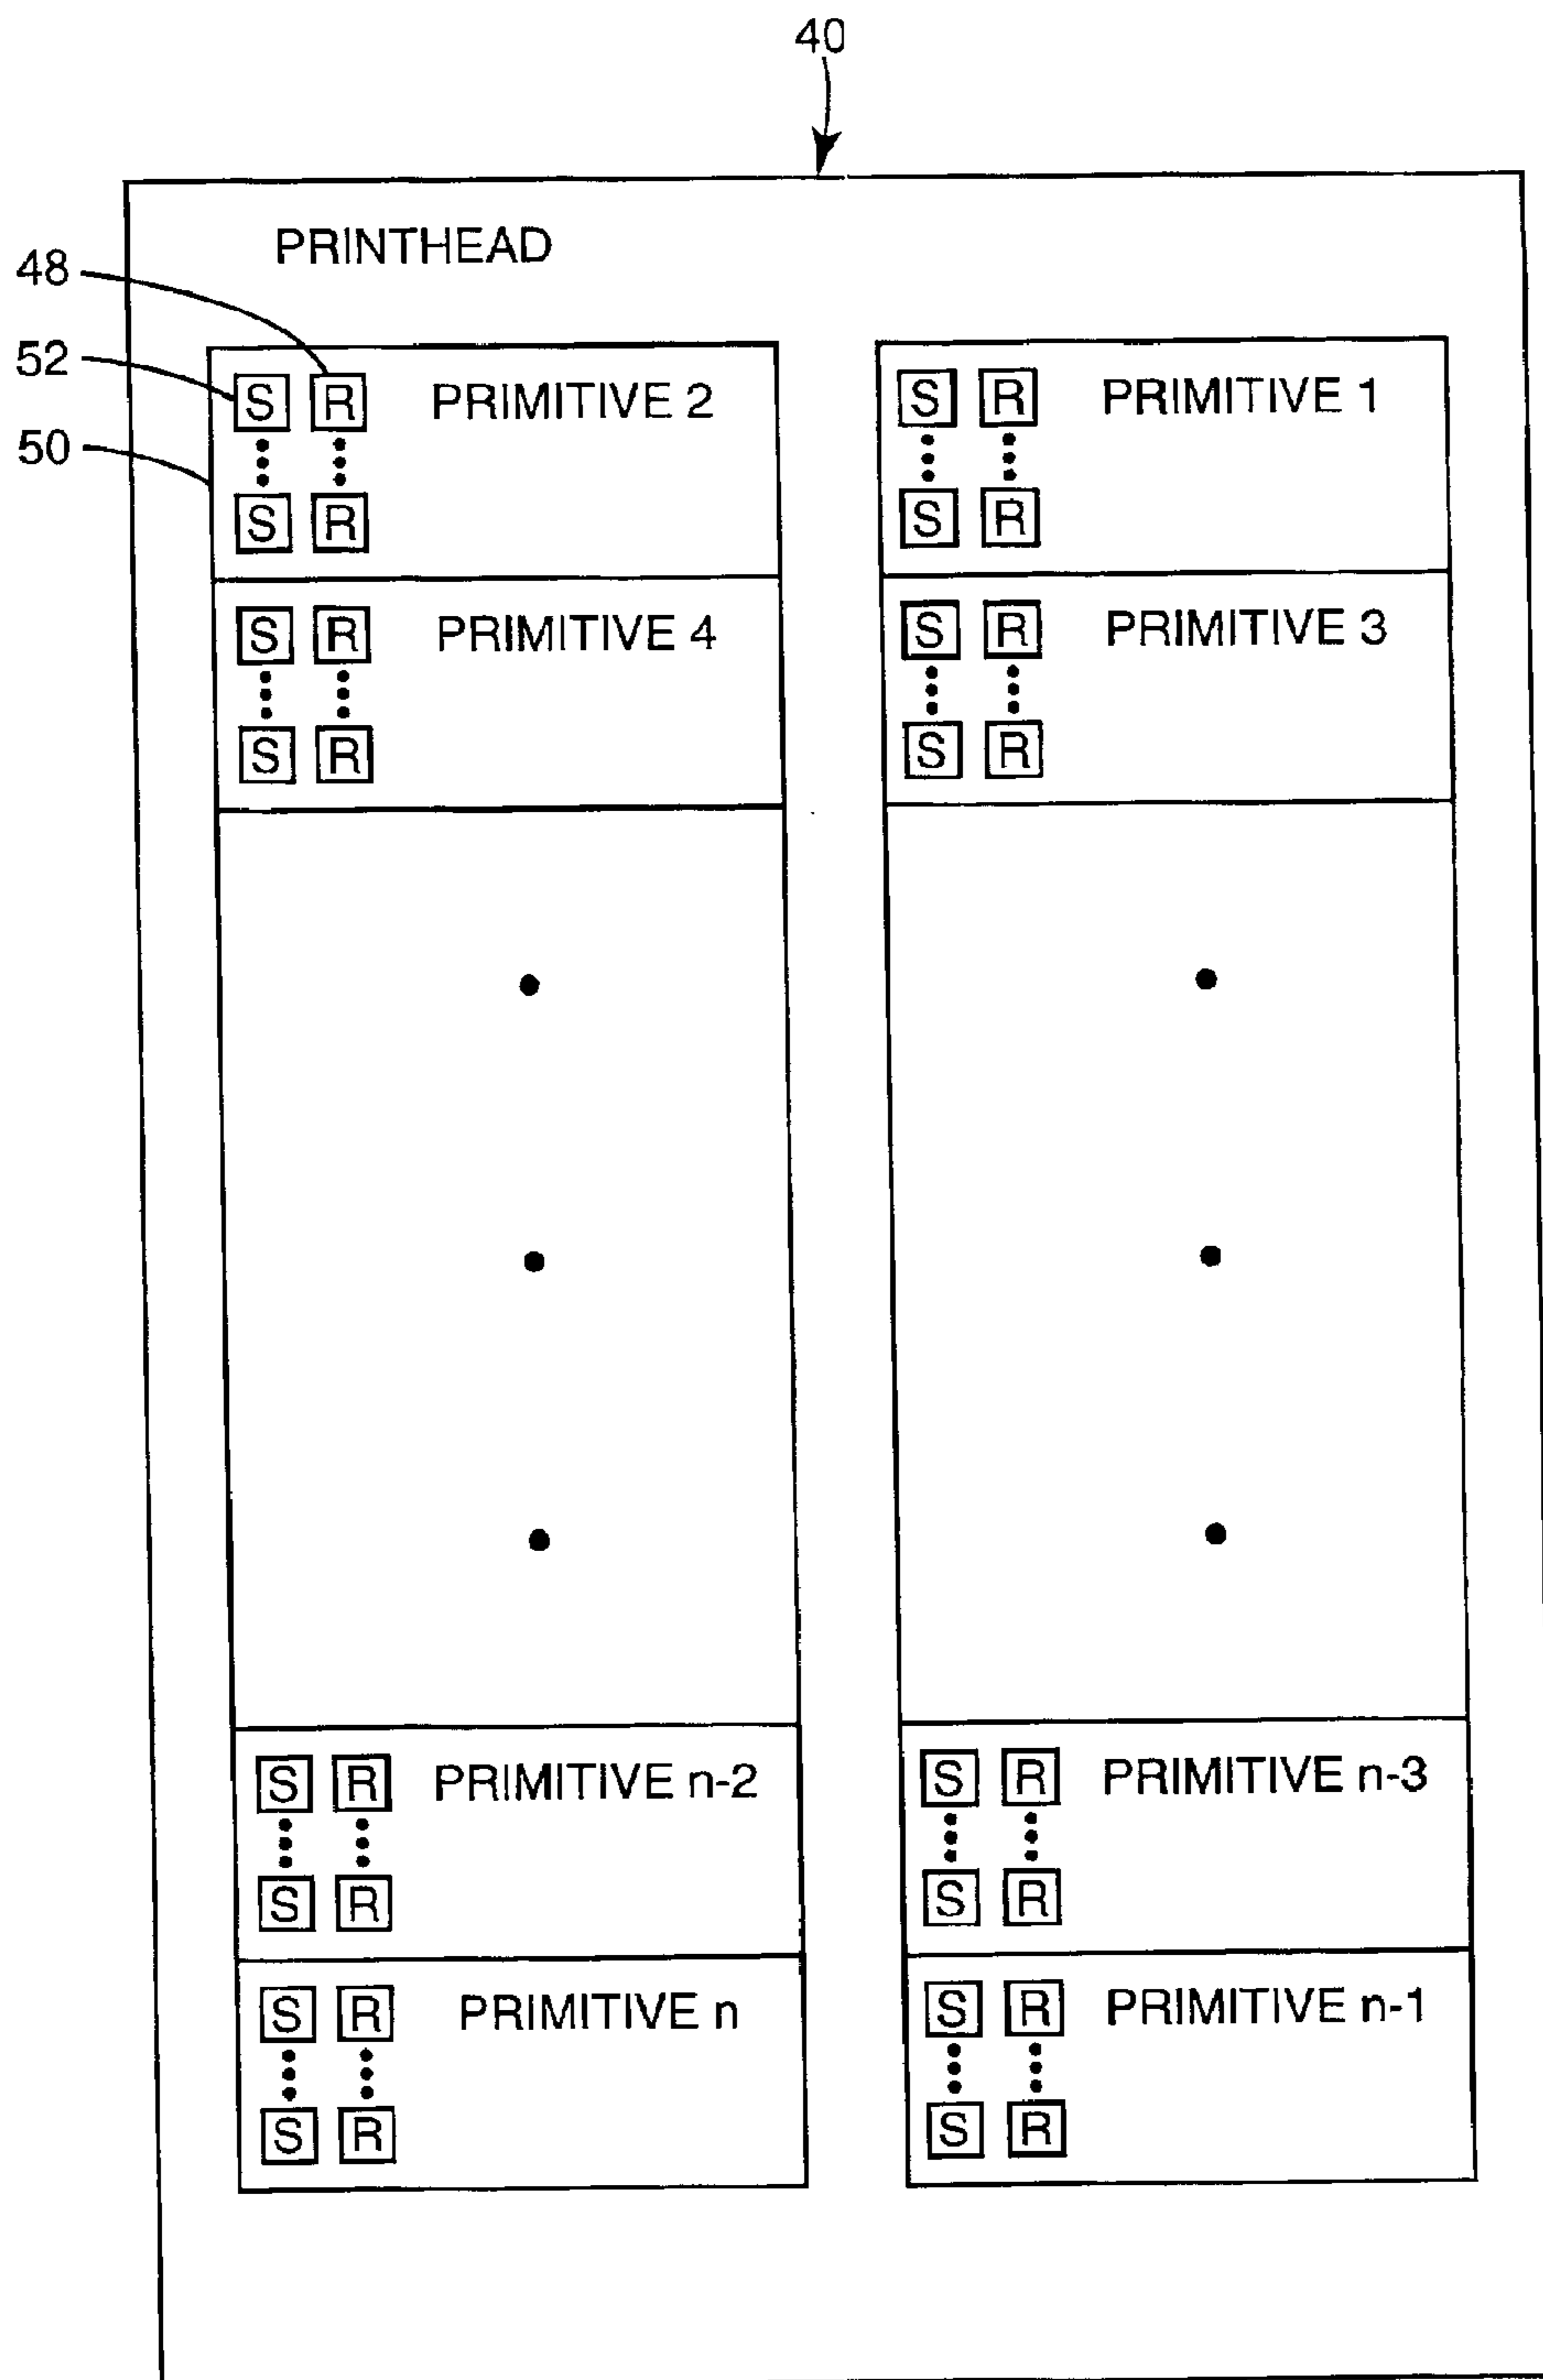 40
PRINTHEAD
48
52
50
S R PRIMITIVE 2
S R
S R PRIMITIVE 1
S R
S R PRIMITIVE 4
S R
S R PRIMITIVE 3
S R
S R PRIMITIVE n-2
S R
S R PRIMITIVE n-3
S R
S R PRIMITIVE n
S R
S R PRIMITIVE n-1
S R